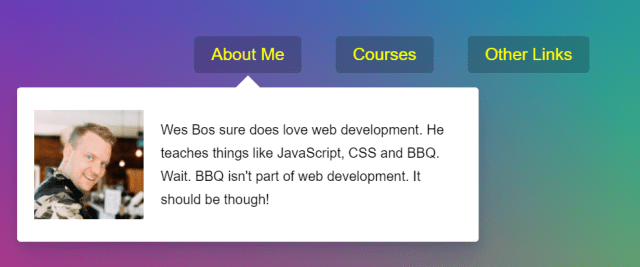 About Me
Courses
Other Links
Wes Bos sure does love web development. He
teaches things like JavaScript, CSS and BBQ.
Wait. BBQ isn't part of web development. It
should be though!